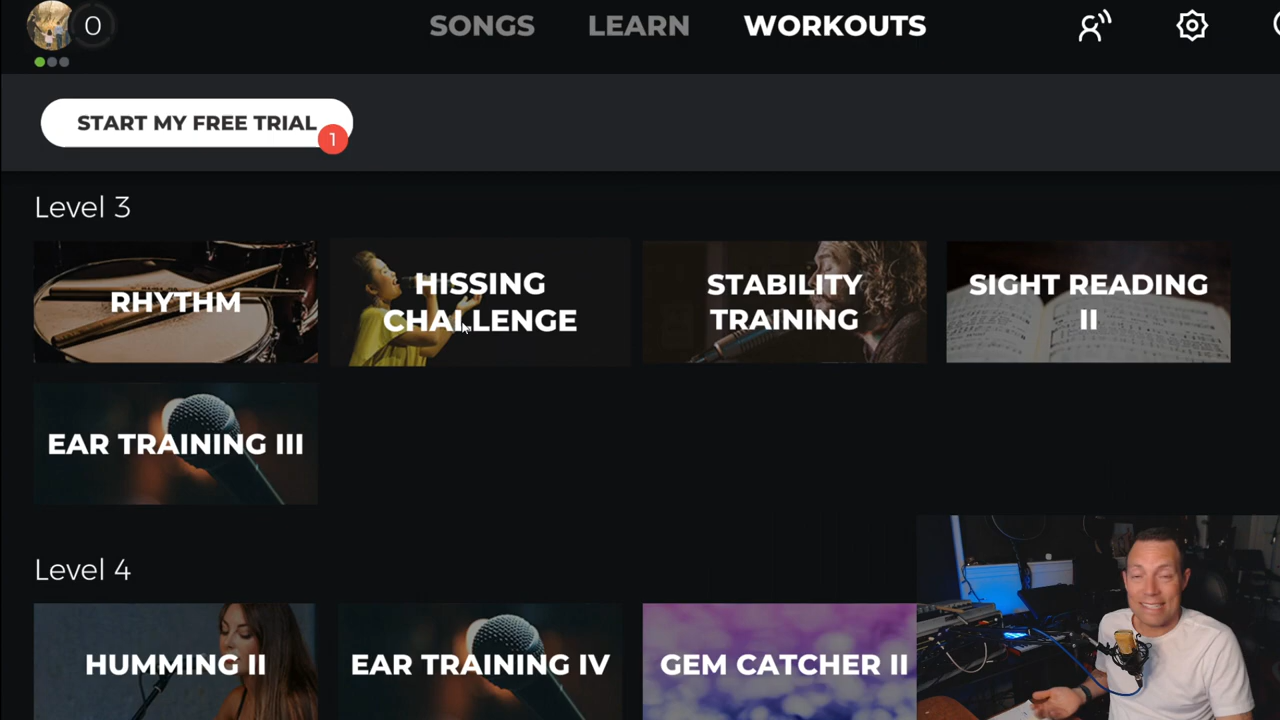 0
SONGS LEARN WORKOUTS
START MY FREE TRIAL
1
Level 3
RHYTHM
HISSING
CHALLENGE
STABILITY
TRAINING
SIGHT READING
II
EAR TRAINING III
Level 4
HUMMING II
EAR TRAINING IV
GEM CATCHER II